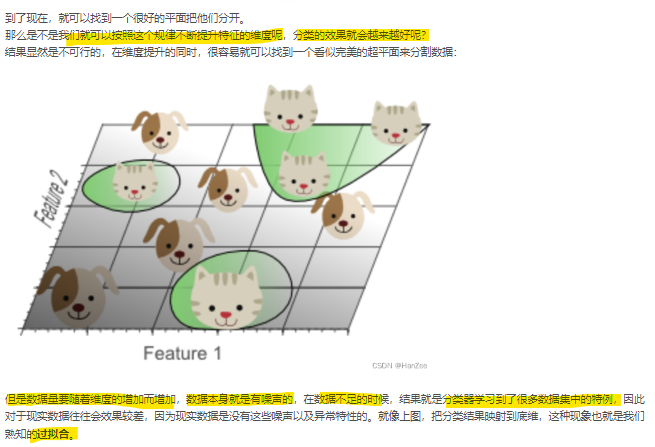 到了现在，就可以找到一个很好的平面把他们分开。
那么是不是我们就可以按照这个规律不断提升特征的维度呢，分类的效果就会越来越好呢？
结果显然是不可行的，在维度提升的同时，很容易就可以找到一个看似完美的超平面来分割数据：
Feature 2
Feature 1
CSDN @HanZee
但是数据量要随着维度的增加而增加，数据本身就是有噪声的，在数据不足的时候，结果就是分类器学习到了很多数据集中的特例，因此
对于现实数据往往会效果较差，因为现实数据是没有这些噪声以及异常特性的。就像上图，把分类结果映射到底维，这种现象也就是我们
熟知的过拟合。